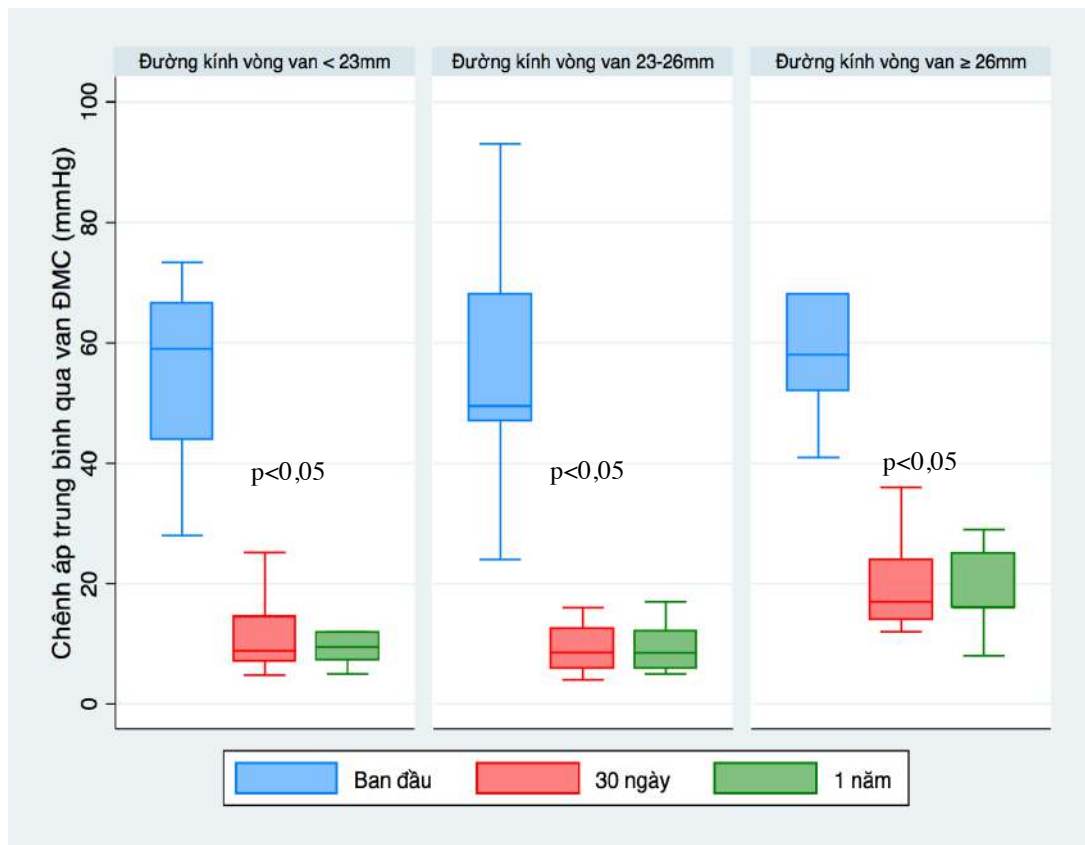 Đường kính vòng van < 23mm
Đường kính vòng van 23-26mm
Đường kính vòng van ≥ 26mm
Chênh áp trung bình qua van ĐMC (mmHg)
100
80
60
40
20
0
p<0,05
p<0,05
p<0,05
Ban đầu
30 ngày
1 năm